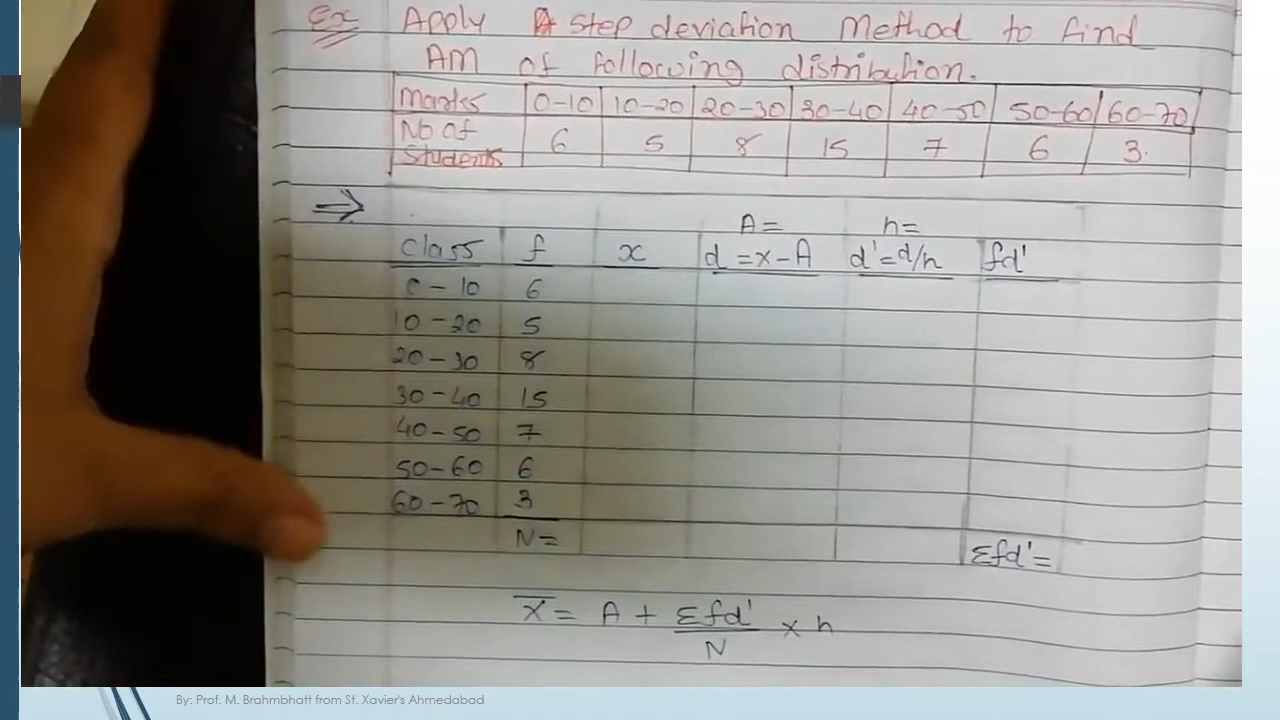 Ex Apply A step deviation Method to find
AM of following distribution.
Marks 0-10 10-20 20-30 30-40 40-50 50-60 60-70
No of Students 6 5 8 15 7 6 3.
⇒ A= h=
class f x d = x-A d'=d/h fd'
0-10 6
10-20 5
20-30 8
30-40 15
40-50 7
50-60 6
60-70 3
N= Σfd'=
x̄ = A + Σfd'/N × h
By: Prof. M. Brahmbhatt from St. Xavier's Ahmedabad